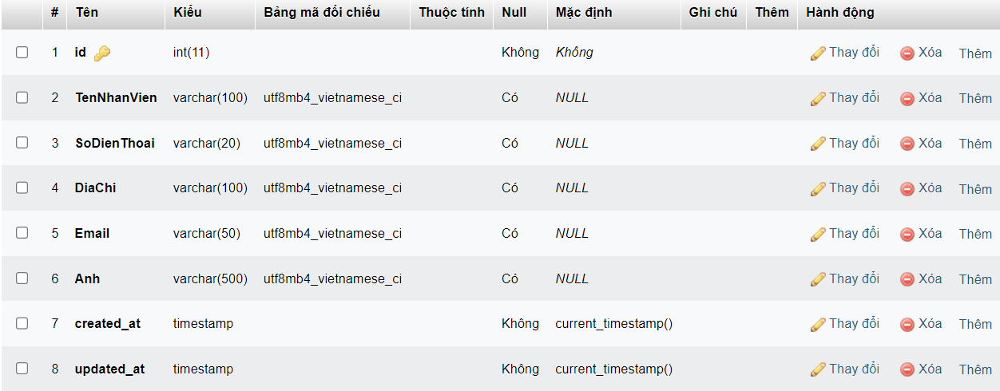 # Tên Kiểu Bảng mã đối chiếu Thuộc tính Null Mặc định Ghi chú Thêm Hành động
1 id int(11) Không Không Thay đổi Xóa Thêm
2 TenNhanVien varchar(100) utf8mb4_vietnamese_ci Có NULL Thay đổi Xóa Thêm
3 SoDienThoai varchar(20) utf8mb4_vietnamese_ci Có NULL Thay đổi Xóa Thêm
4 DiaChi varchar(100) utf8mb4_vietnamese_ci Có NULL Thay đổi Xóa Thêm
5 Email varchar(50) utf8mb4_vietnamese_ci Có NULL Thay đổi Xóa Thêm
6 Anh varchar(500) utf8mb4_vietnamese_ci Có NULL Thay đổi Xóa Thêm
7 created_at timestamp Không current_timestamp() Thay đổi Xóa Thêm
8 updated_at timestamp Không current_timestamp() Thay đổi Xóa Thêm